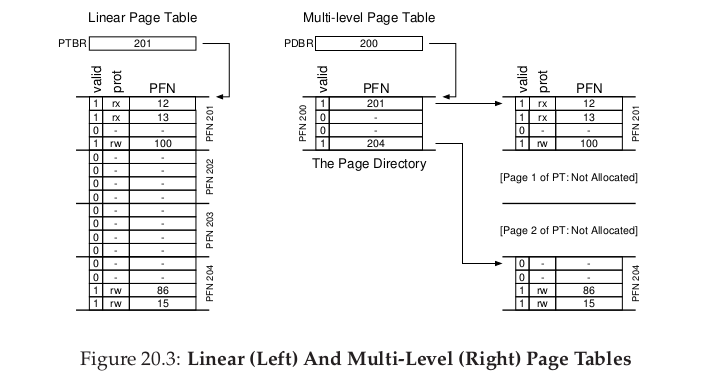 Linear Page Table
PTBR 201
valid prot PFN
1 rx 12
1 rx 13
0 - -
1 rw 100
PFN 201
0 - -
0 - -
0 - -
0 - -
PFN 202
0 - -
0 - -
0 - -
0 - -
PFN 203
0 - -
0 - -
1 rw 86
1 rw 15
PFN 204
Multi-level Page Table
PDBR 200
valid PFN
PFN 200
1 201
0 -
0 -
1 204
The Page Directory
valid prot PFN
1 rx 12
1 rx 13
0 - -
1 rw 100
PFN 201
[Page 1 of PT: Not Allocated]
[Page 2 of PT: Not Allocated]
0 - -
0 - -
1 rw 86
1 rw 15
PFN 204
Figure 20.3: Linear (Left) And Multi-Level (Right) Page Tables